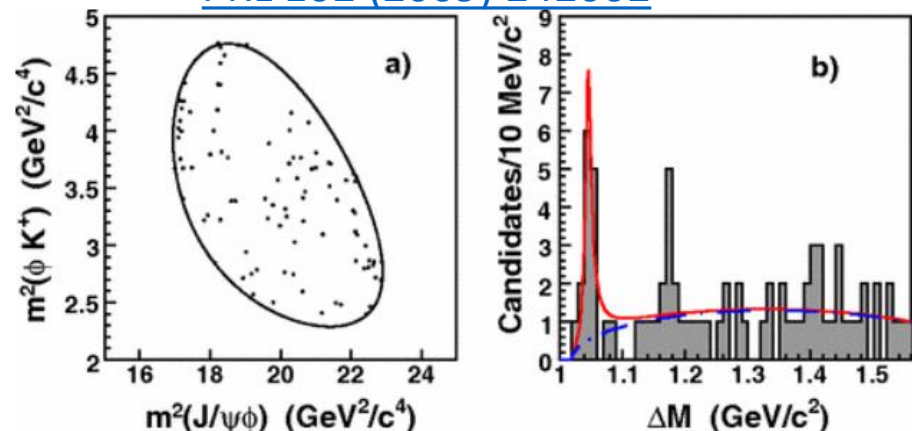 a)
m²(ϕ K⁺) (GeV²/c⁴)
5
4.5
4
3.5
3
2.5
2
16 18 20 22 24
m²(J/ψϕ) (GeV²/c⁴)
b)
Candidates/10 MeV/c²
9
8
7
6
5
4
3
2
1
0
1 1.1 1.2 1.3 1.4 1.5
ΔM (GeV/c²)